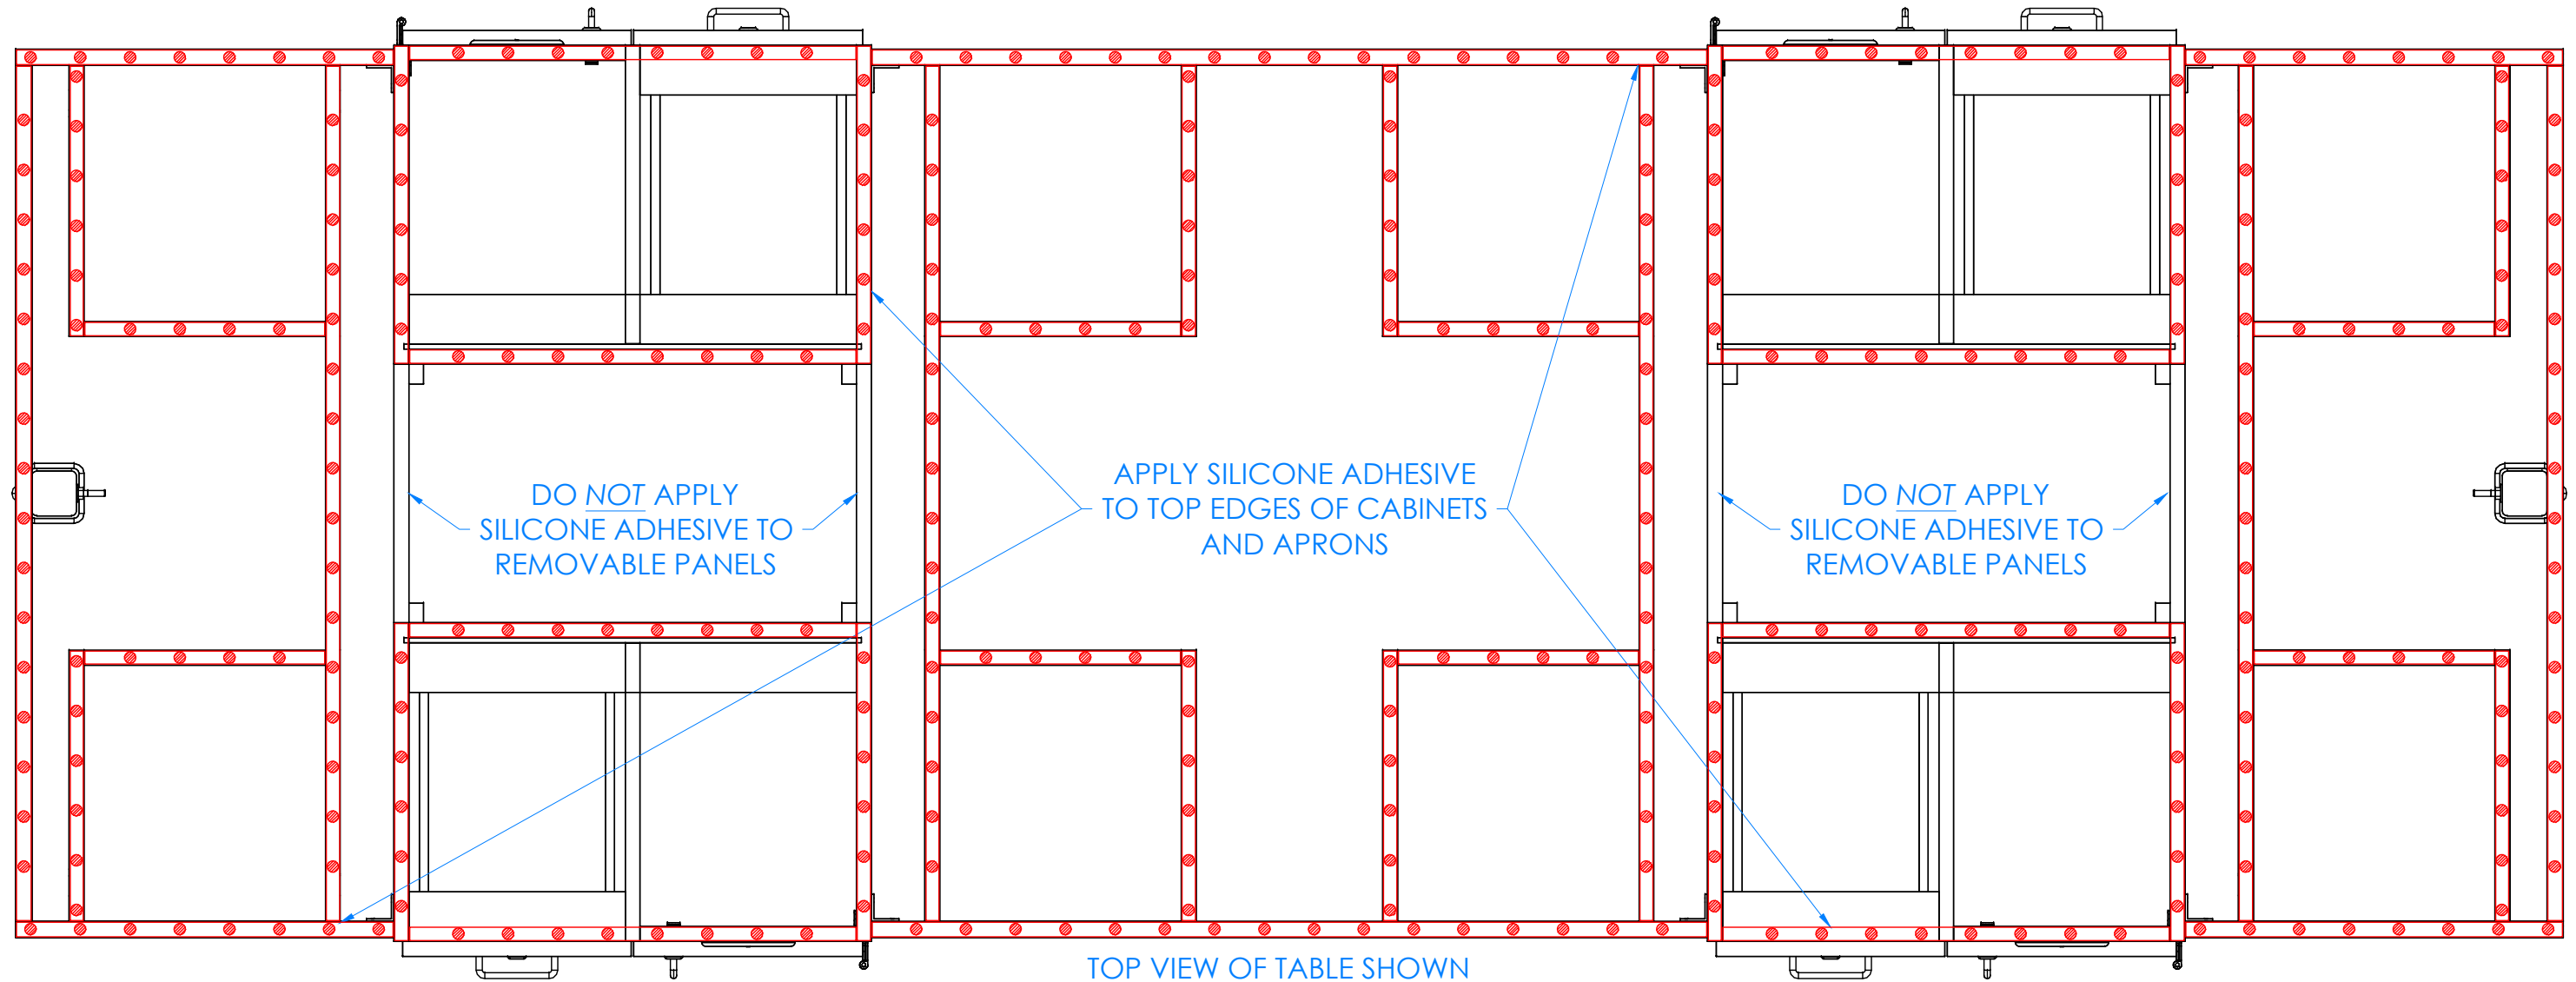 DO NOT APPLY
SILICONE ADHESIVE TO
REMOVABLE PANELS
APPLY SILICONE ADHESIVE
TO TOP EDGES OF CABINETS
AND APRONS
DO NOT APPLY
SILICONE ADHESIVE TO
REMOVABLE PANELS
TOP VIEW OF TABLE SHOWN